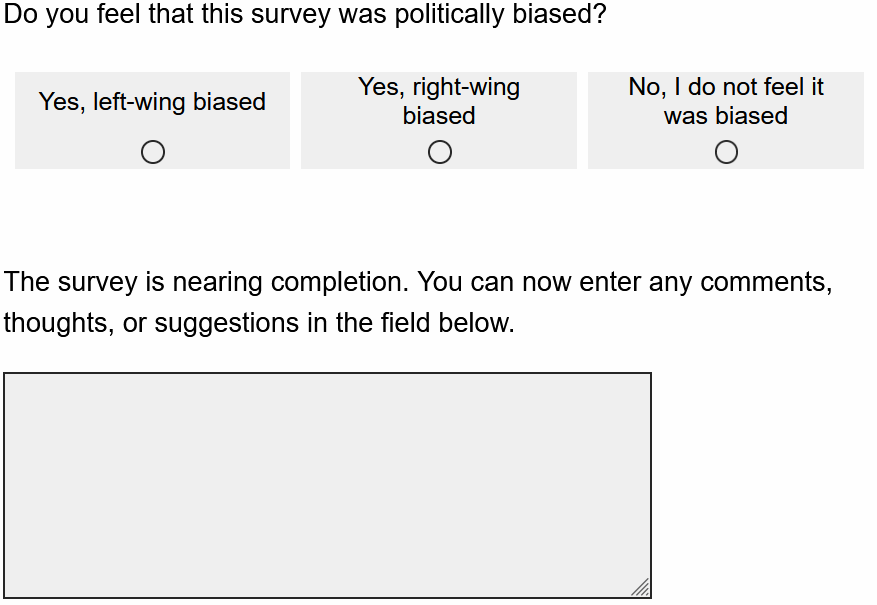 Do you feel that this survey was politically biased?
Yes, left-wing biased
Yes, right-wing
biased
No, I do not feel it
was biased
The survey is nearing completion. You can now enter any comments,
thoughts, or suggestions in the field below.